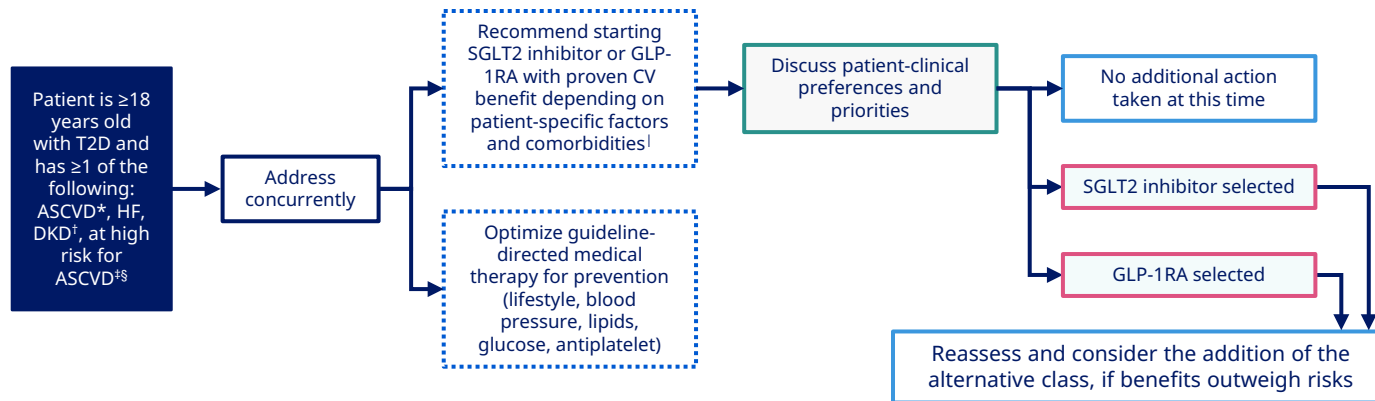 Patient is ≥18
years old
with T2D and
has ≥1 of the
following:
ASCVD*, HF,
DKD†, at high
risk for
ASCVD‡§
Address
concurrently
Recommend starting
SGLT2 inhibitor or GLP-
1RA with proven CV
benefit depending on
patient-specific factors
and comorbidities|
Optimize guideline-
directed medical
therapy for prevention
(lifestyle, blood
pressure, lipids,
glucose, antiplatelet)
Discuss patient-clinical
preferences and
priorities
No additional action
taken at this time
SGLT2 inhibitor selected
GLP-1RA selected
Reassess and consider the addition of the
alternative class, if benefits outweigh risks